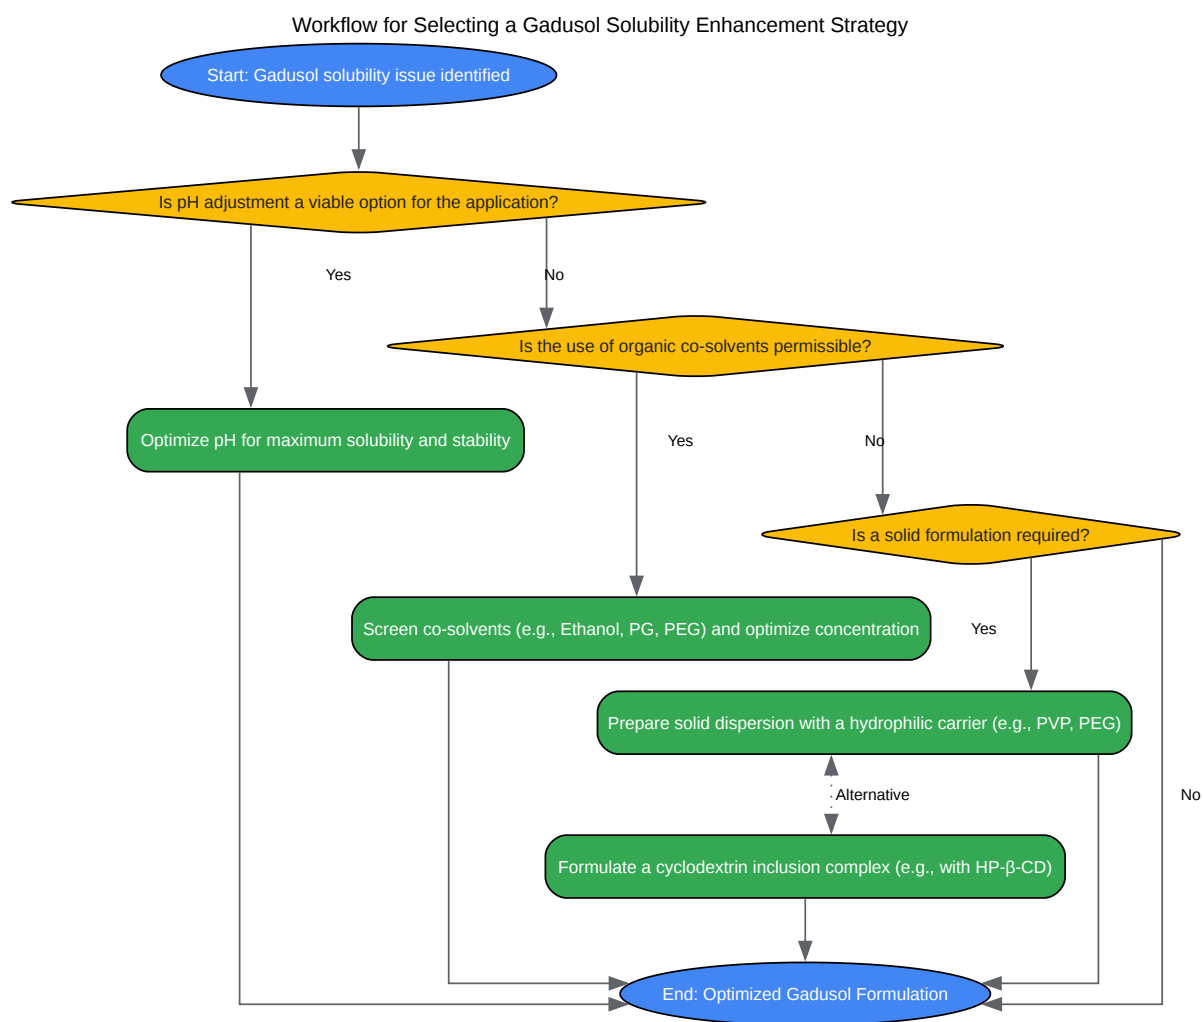 Workflow for Selecting a Gadusol Solubility Enhancement Strategy
Start: Gadusol solubility issue identified
Is pH adjustment a viable option for the application?
Yes
No
Is the use of organic co-solvents permissible?
Optimize pH for maximum solubility and stability
Yes
No
Is a solid formulation required?
Screen co-solvents (e.g., Ethanol, PG, PEG) and optimize concentration
Yes
Prepare solid dispersion with a hydrophilic carrier (e.g., PVP, PEG)
Alternative
No
Formulate a cyclodextrin inclusion complex (e.g., with HP-β-CD)
End: Optimized Gadusol Formulation